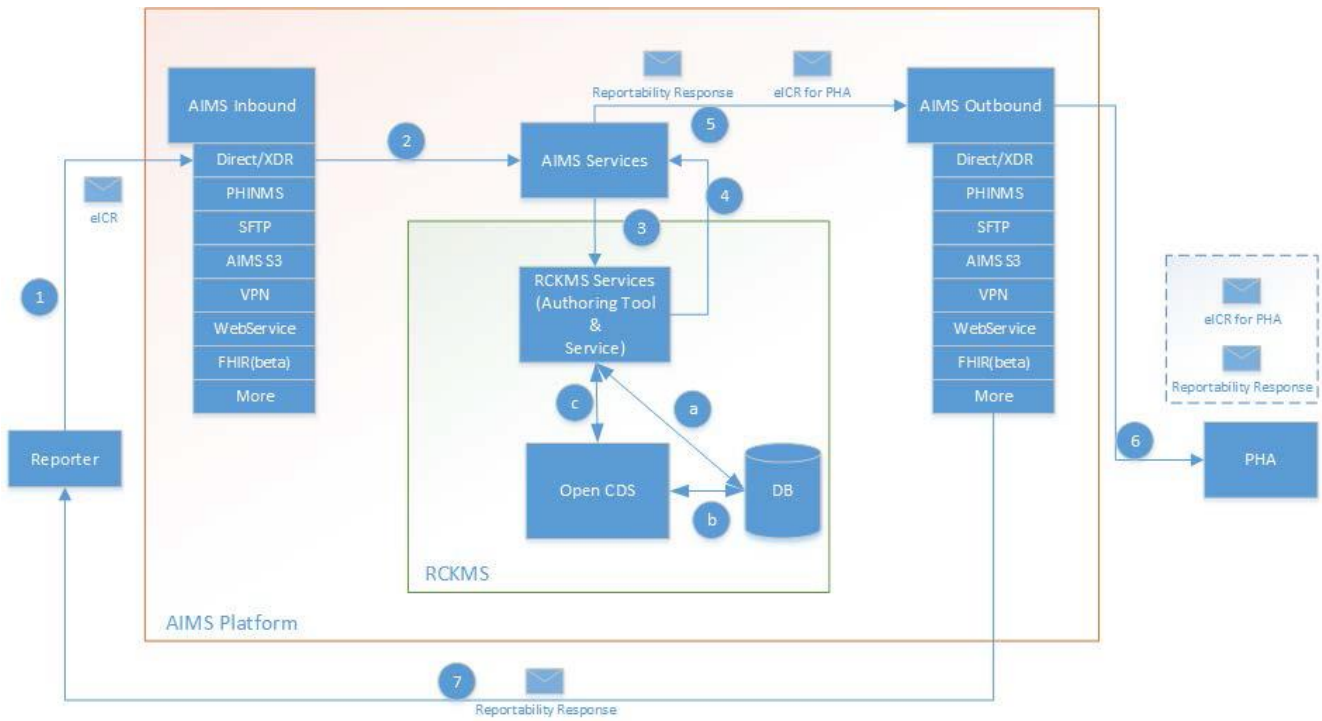 Reportability Response
eICR for PHA
5
AIMS Inbound
Direct/XDR
PHINMS
SFTP
AIMS S3
VPN
WebService
FHIR(beta)
More
2
AIMS Services
AIMS Outbound
Direct/XDR
PHINMS
SFTP
AIMS S3
VPN
WebService
FHIR(beta)
More
eICR
1
3
4
RCKMS Services
(Authoring Tool
&
Service)
c
a
Open CDS
b
DB
RCKMS
AIMS Platform
Reporter
eICR for PHA
Reportability Response
6
PHA
7
Reportability Response